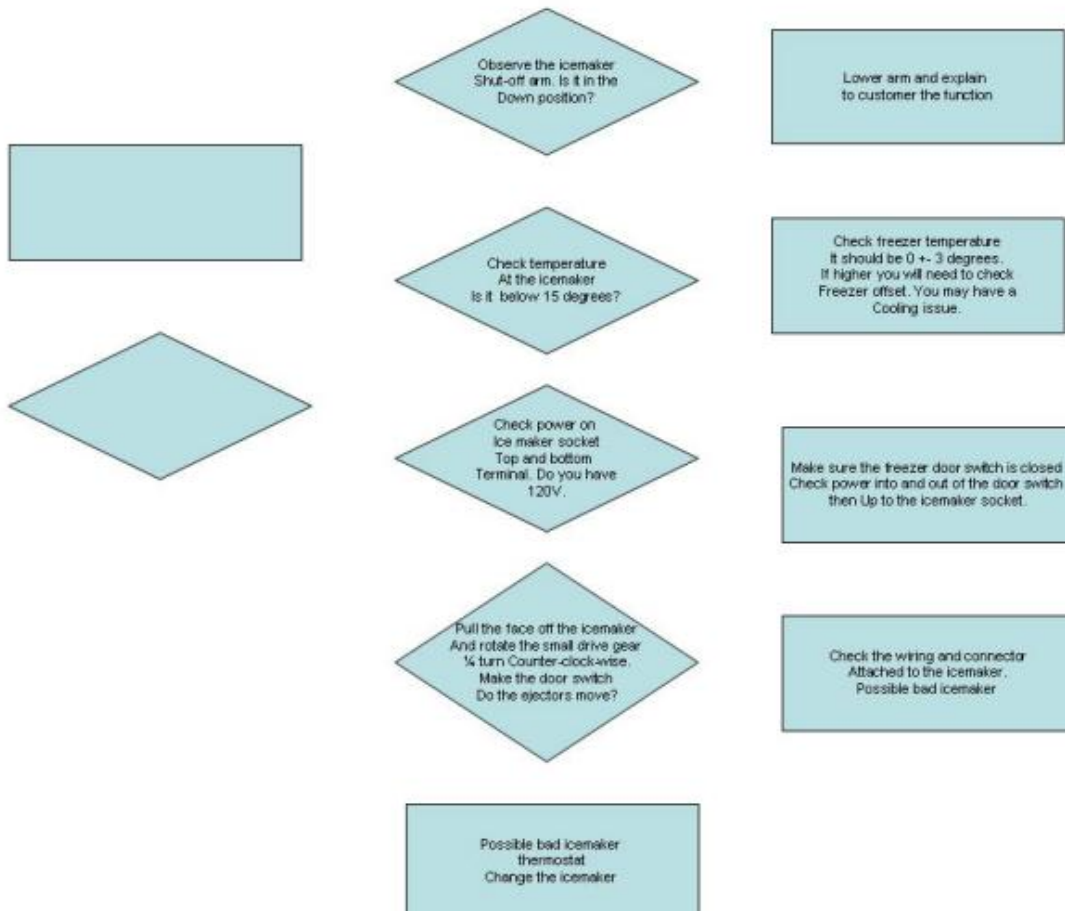 Observe the icemaker
Shut-off arm. Is it in the
Down position?
Lower arm and explain
to customer the function
Check temperature
At the icemaker
Is it below 15 degrees?
Check freezer temperature
It should be 0 +- 3 degrees.
If higher you will need to check
Freezer offset. You may have a
Cooling issue.
Check power on
Ice maker socket
Top and bottom
Terminal. Do you have
120V.
Make sure the freezer door switch is closed
Check power into and out of the door switch
then Up to the icemaker socket.
Pull the face off the icemaker
And rotate the small drive gear
¼ turn Counter-clock-wise.
Make the door switch
Do the ejectors move?
Check the wiring and connector
Attached to the icemaker.
Possible bad icemaker
Possible bad icemaker
thermostat
Change the icemaker